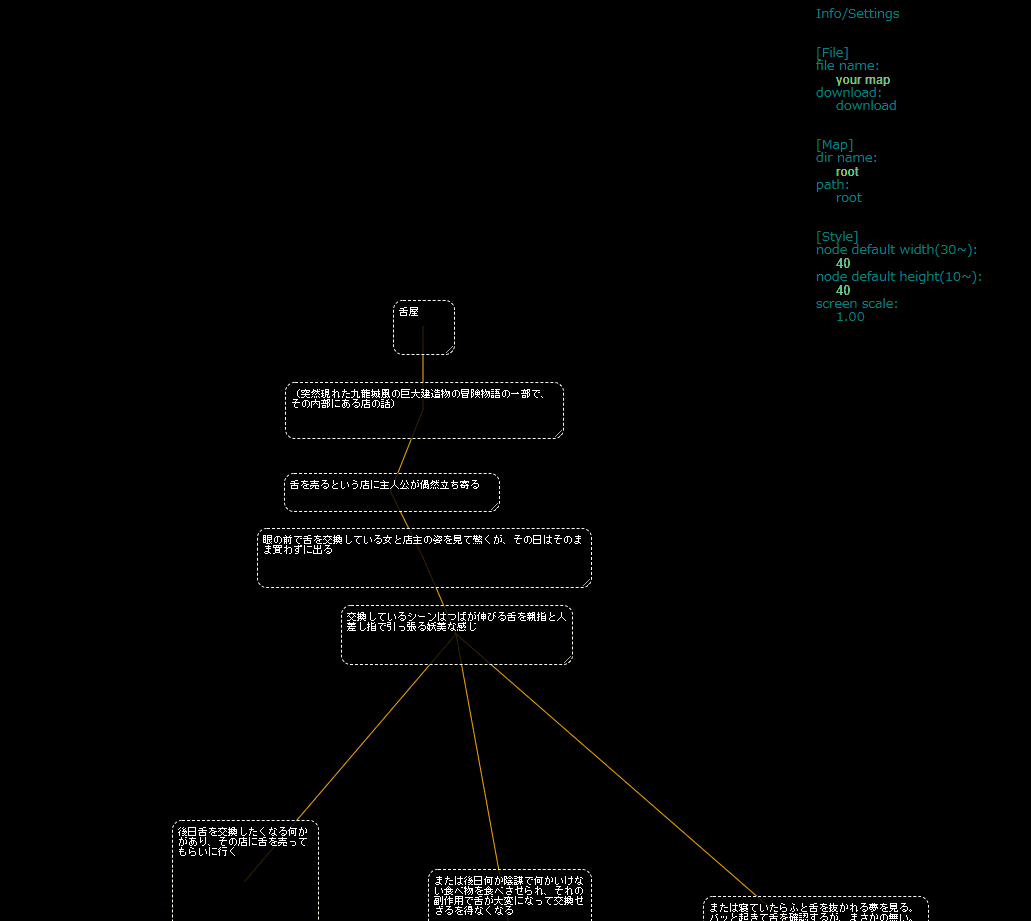 Info/Settings
[File]
file name:
your map
download:
download
[Map]
dir name:
root
path:
root
[Style]
node default width(30~):
40
node default height(10~):
40
screen scale:
1.00
舌屋
（突然現れた九龍城風の巨大建造物の冒険物語の一部で、
その内部にある店の話）
舌を売るという店に主人公が偶然立ち寄る
眼の前で舌を交換している女と店主の姿を見て驚くが、その日はそのま
ま買わずに出る
交換しているシーンはつばが伸びる舌を親指と人
差し指で引っ張る妖美な感じ
後日舌を交換したくなる何か
があり、その店に舌を売って
もらいに行く
または後日何か陰謀で何かいけな
い食べ物を食べさせられ、それの
副作用で舌が大変になって交換せ
ざるを得なくなる
または寝ていたらふと舌を抜かれる夢を見る。
バッと起きて舌を確認するが、まさかの無い。